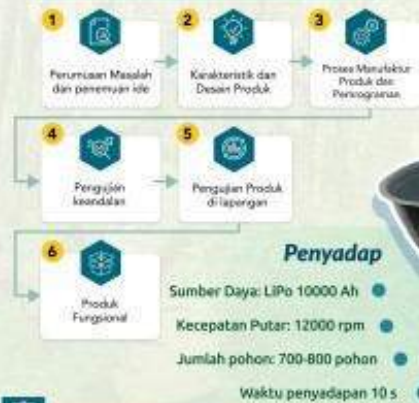 1
Perumusan Masalah
dan penemuan ide
2
Karakteristik dan
Desain Produk
3
Proses Manufaktur
Produk dan
Pemrograman
4
Pengujian
keandalan
5
Pengujian Produk
di lapangan
6
Produk
Fungsional
Penyadap
Sumber Daya: LiPo 10000 Ah
Kecepatan Putar: 12000 rpm
Jumlah pohon: 700-800 pohon
Waktu penyadapan 10 s